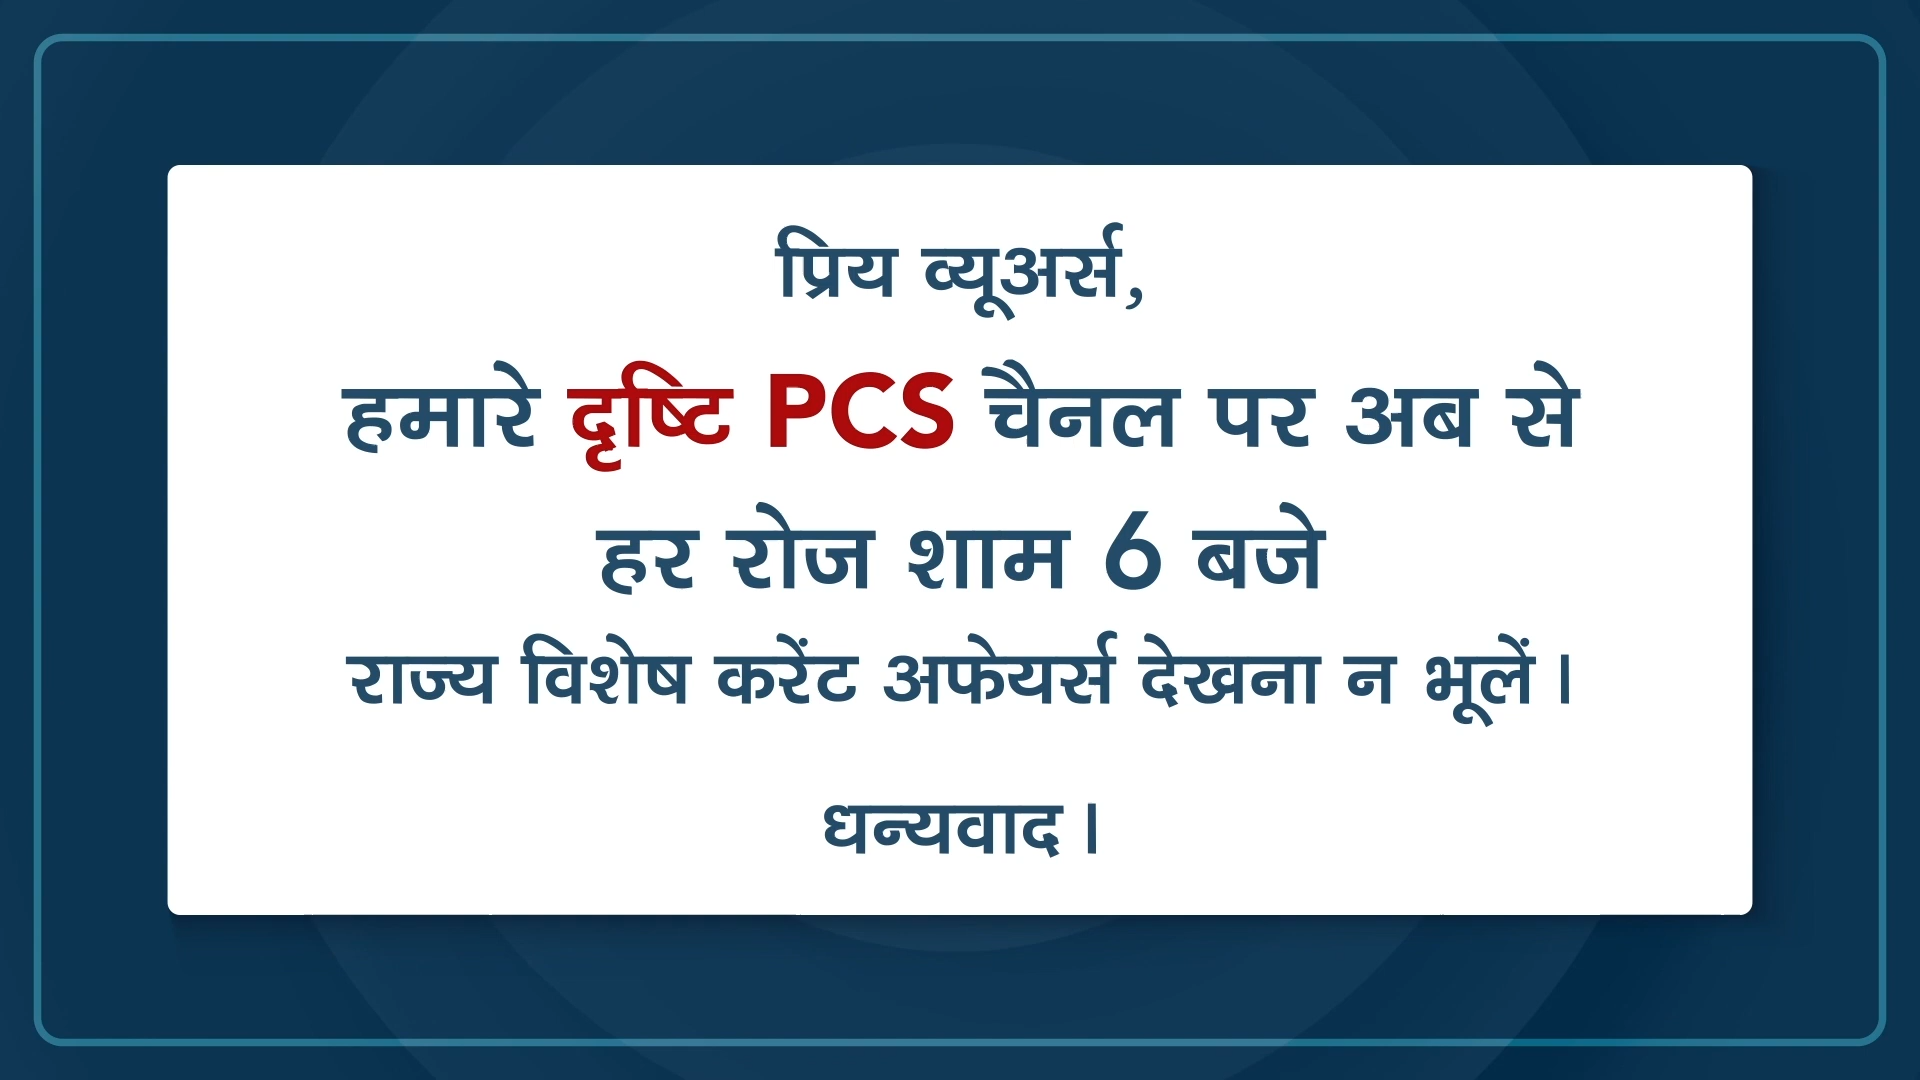 प्रिय व्यूअर्स,
हमारे दृष्टि PCS चैनल पर अब से
हर रोज शाम 6 बजे
राज्य विशेष करेंट अफेयर्स देखना न भूलें।
धन्यवाद।